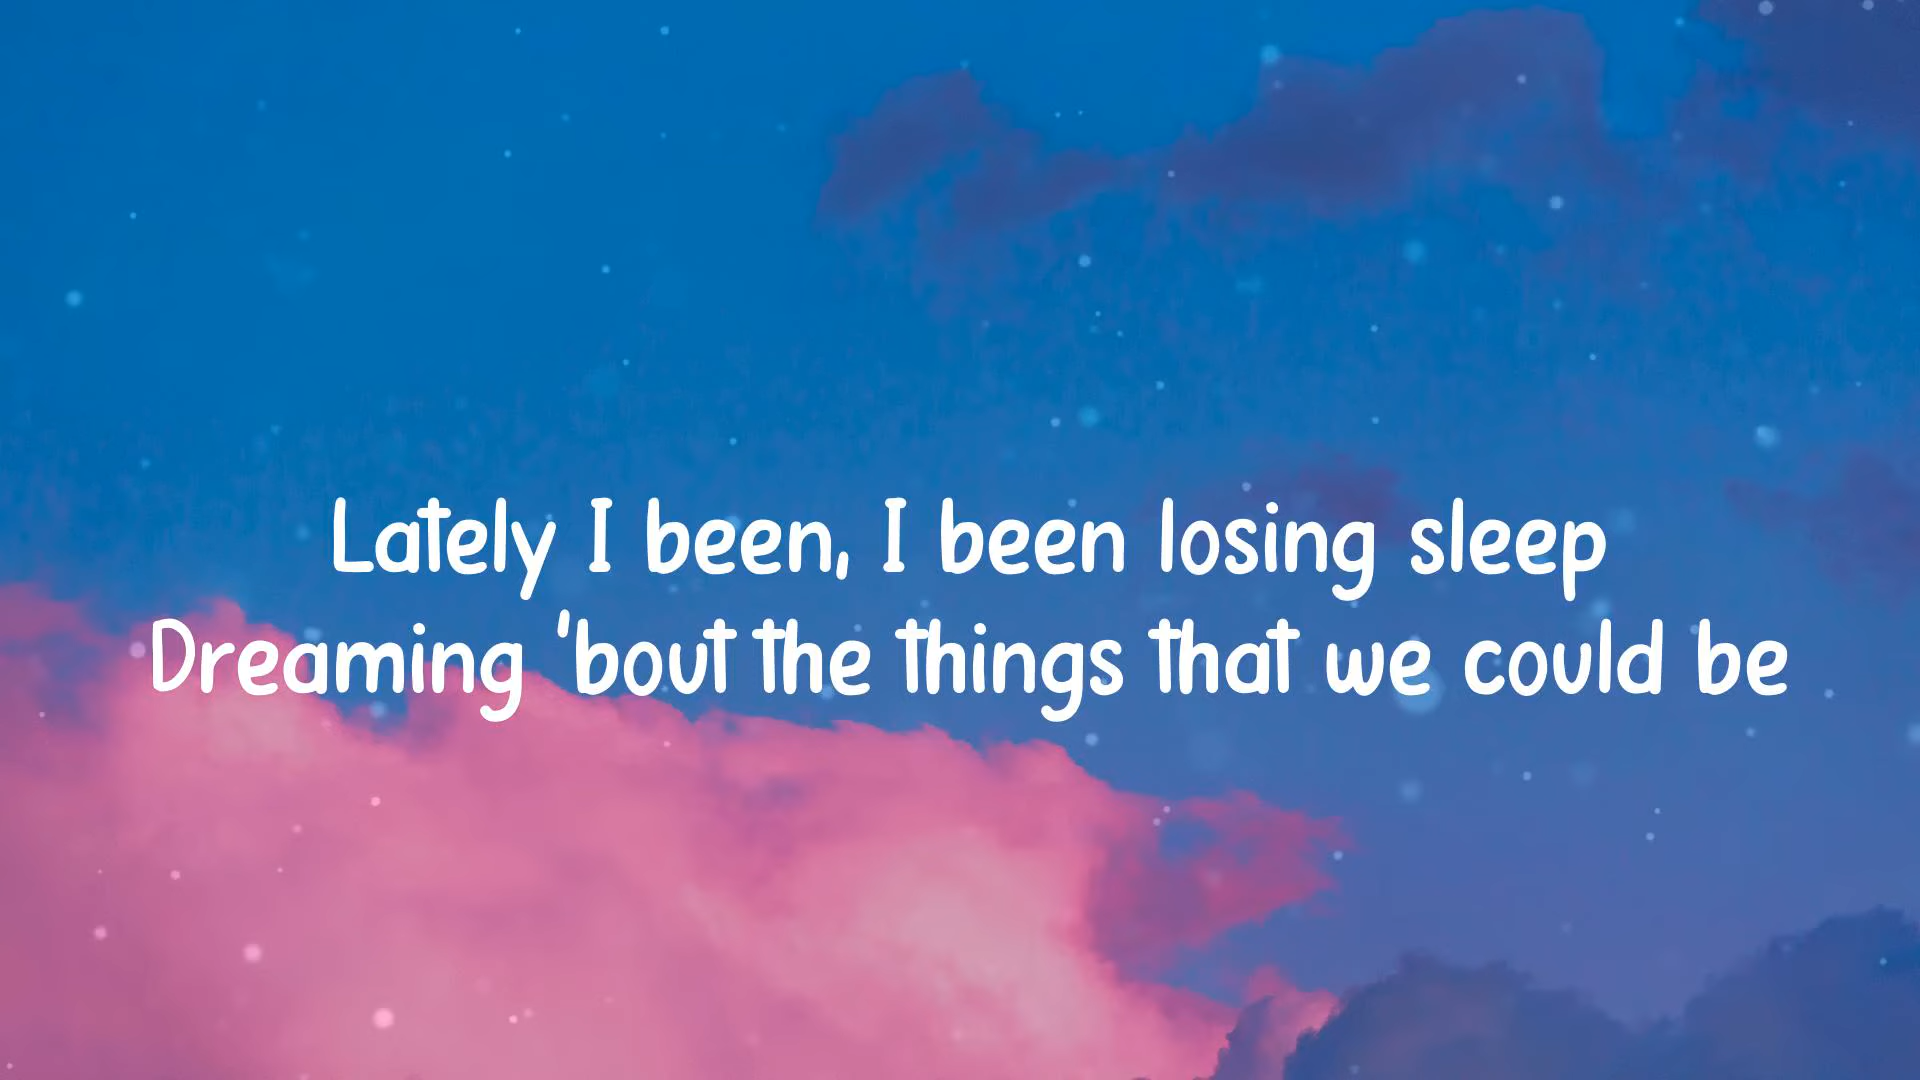 Lately I been, I been losing sleep
Dreaming 'bout the things that we could be